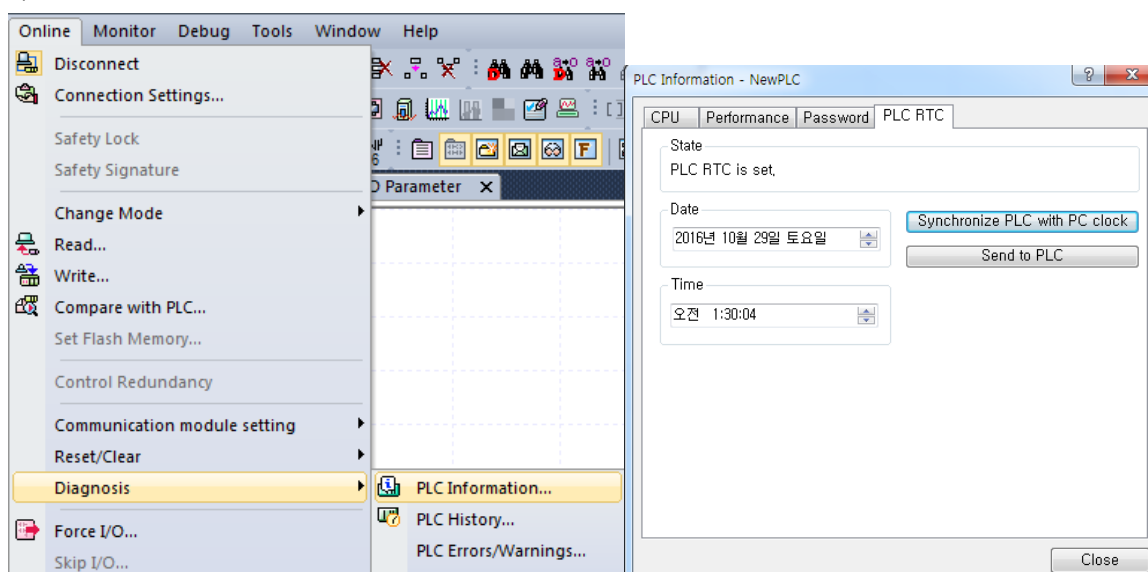 Online Monitor Debug Tools Window Help
Disconnect
Connection Settings...
Safety Lock
Safety Signature
Change Mode
Read...
Write...
Compare with PLC...
Set Flash Memory...
Control Redundancy
Communication module setting
Reset/Clear
Diagnosis
Force I/O...
Skip I/O...
Parameter
PLC Information...
PLC History...
PLC Errors/Warnings...
PLC Information - NewPLC
CPU Performance Password PLC RTC
State
PLC RTC is set,
Date
2016년 10월 29일 토요일
Synchronize PLC with PC clock
Send to PLC
Time
오전 1:30:04
Close